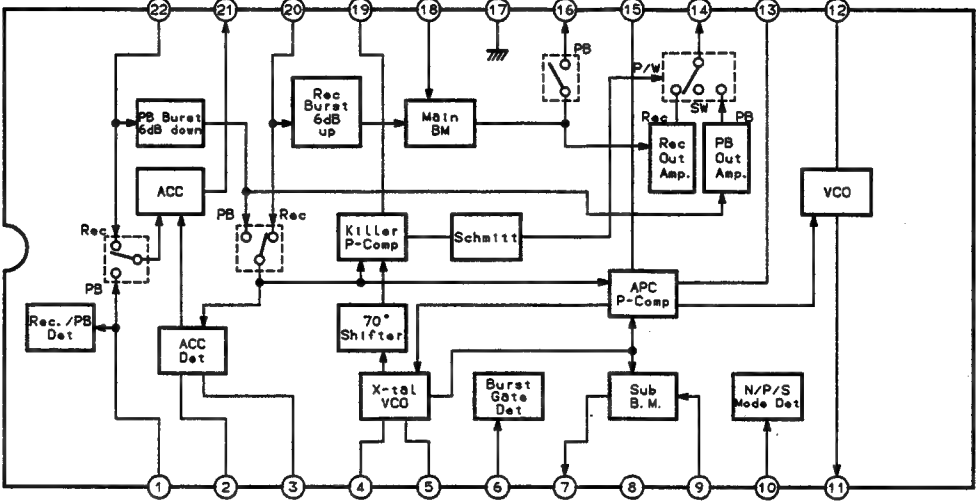 22 21 20 19 18 17 16 15 14 13 12
PB
P/W
SW
Rec
PB
PB Burst
6dB down
Rec
Burst
6dB
up
Main
BM
Rec
Out
Amp.
PB
Out
Amp.
ACC
VCO
Rec
PB
PB
Rec
Killer
P-Comp
Schmitt
APC
P-Comp
Rec./PB
Det
ACC
Det
70°
Shifter
X-tal
VCO
Burst
Gate
Det
Sub
B.M.
N/P/S
Mode Det
1 2 3 4 5 6 7 8 9 10 11